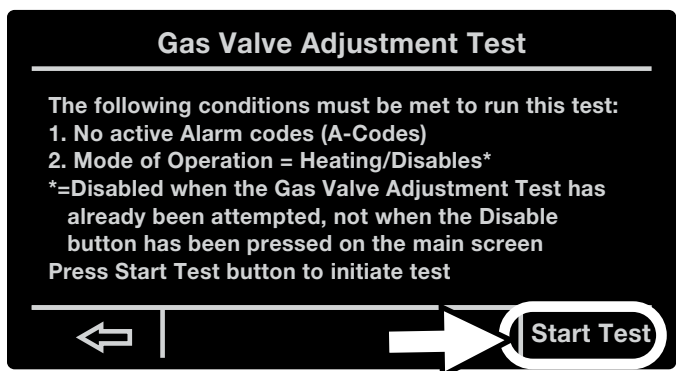 Gas Valve Adjustment Test
The following conditions must be met to run this test:
1. No active Alarm codes (A-Codes)
2. Mode of Operation = Heating/Disables*
*=Disabled when the Gas Valve Adjustment Test has
already been attempted, not when the Disable
button has been pressed on the main screen
Press Start Test button to initiate test
Start Test